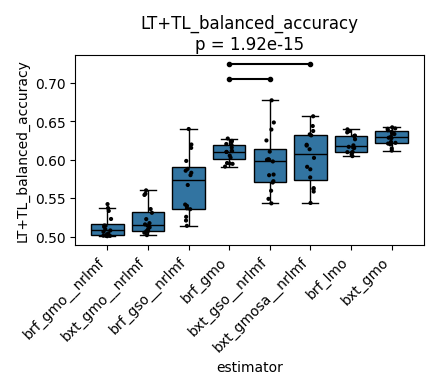 LT+TL_balanced_accuracy
p = 1.92e-15
LT+TL_balanced_accuracy
0.70
0.65
0.60
0.55
0.50
brf_gmo__nrlmf
bxt_gmo__nrlmf
brf_gso__nrlmf
brf_gmo
bxt_gso__nrlmf
bxt_gmosa__nrlmf
brf_lmo
bxt_gmo
estimator